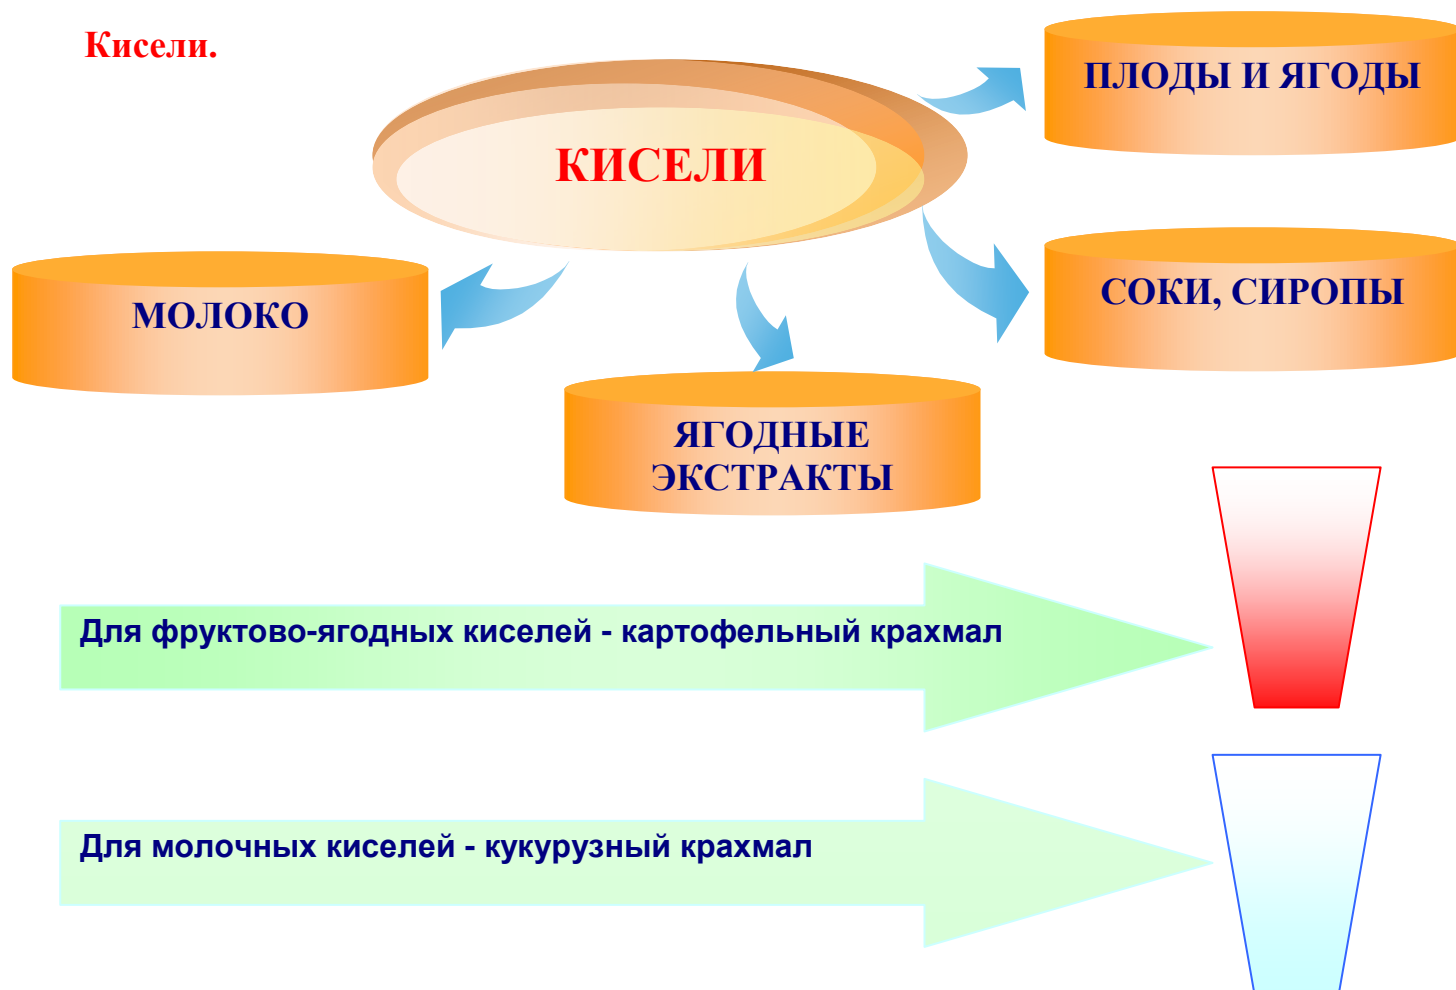 Кисели.
КИСЕЛИ
ПЛОДЫ И ЯГОДЫ
СОКИ, СИРОПЫ
МОЛОКО
ЯГОДНЫЕ
ЭКСТРАКТЫ
Для фруктово-ягодных киселей - картофельный крахмал
Для молочных киселей - кукурузный крахмал